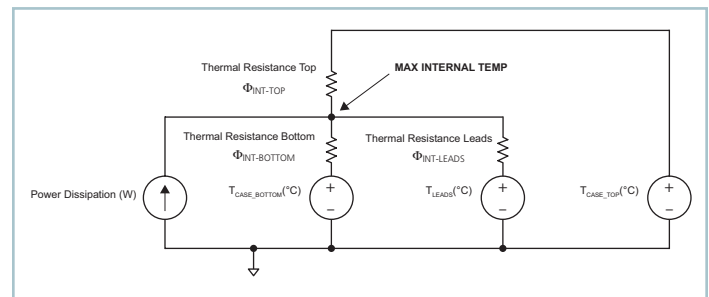 Thermal Resistance Top
ΦINT-TOP
MAX INTERNAL TEMP
Thermal Resistance Bottom
ΦINT-BOTTOM
Thermal Resistance Leads
ΦINT-LEADS
Power Dissipation (W)
TCASE_BOTTOM(°C)
+
–
TLEADS(°C)
+
–
TCASE_TOP(°C)
+
–